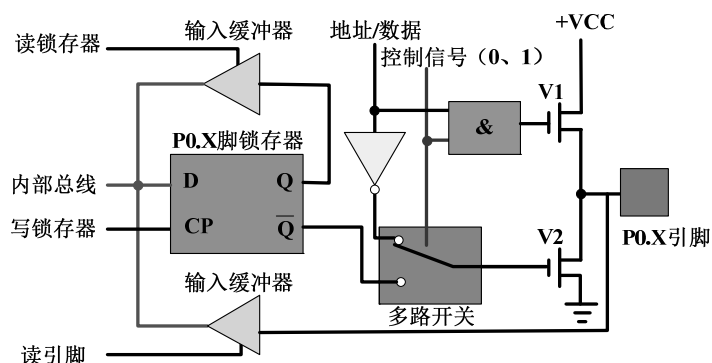 读锁存器
输入缓冲器
地址/数据
控制信号（0、1）
+VCC
V1
&
P0.X脚锁存器
内部总线
D
Q
写锁存器
CP
Q̅
V2
P0.X引脚
输入缓冲器
多路开关
读引脚